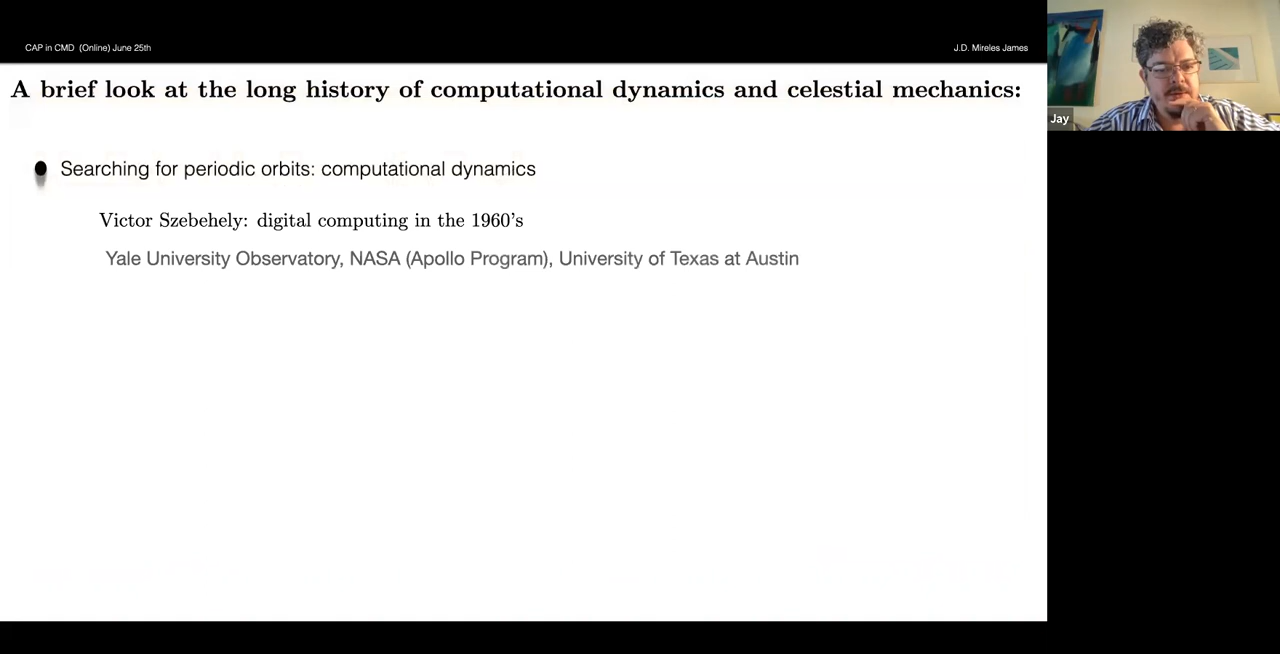 CAP in CMD (Online) June 25th
J.D. Mireles James
A brief look at the long history of computational dynamics and celestial mechanics:
Searching for periodic orbits: computational dynamics
Victor Szebehely: digital computing in the 1960's
Yale University Observatory, NASA (Apollo Program), University of Texas at Austin
Jay